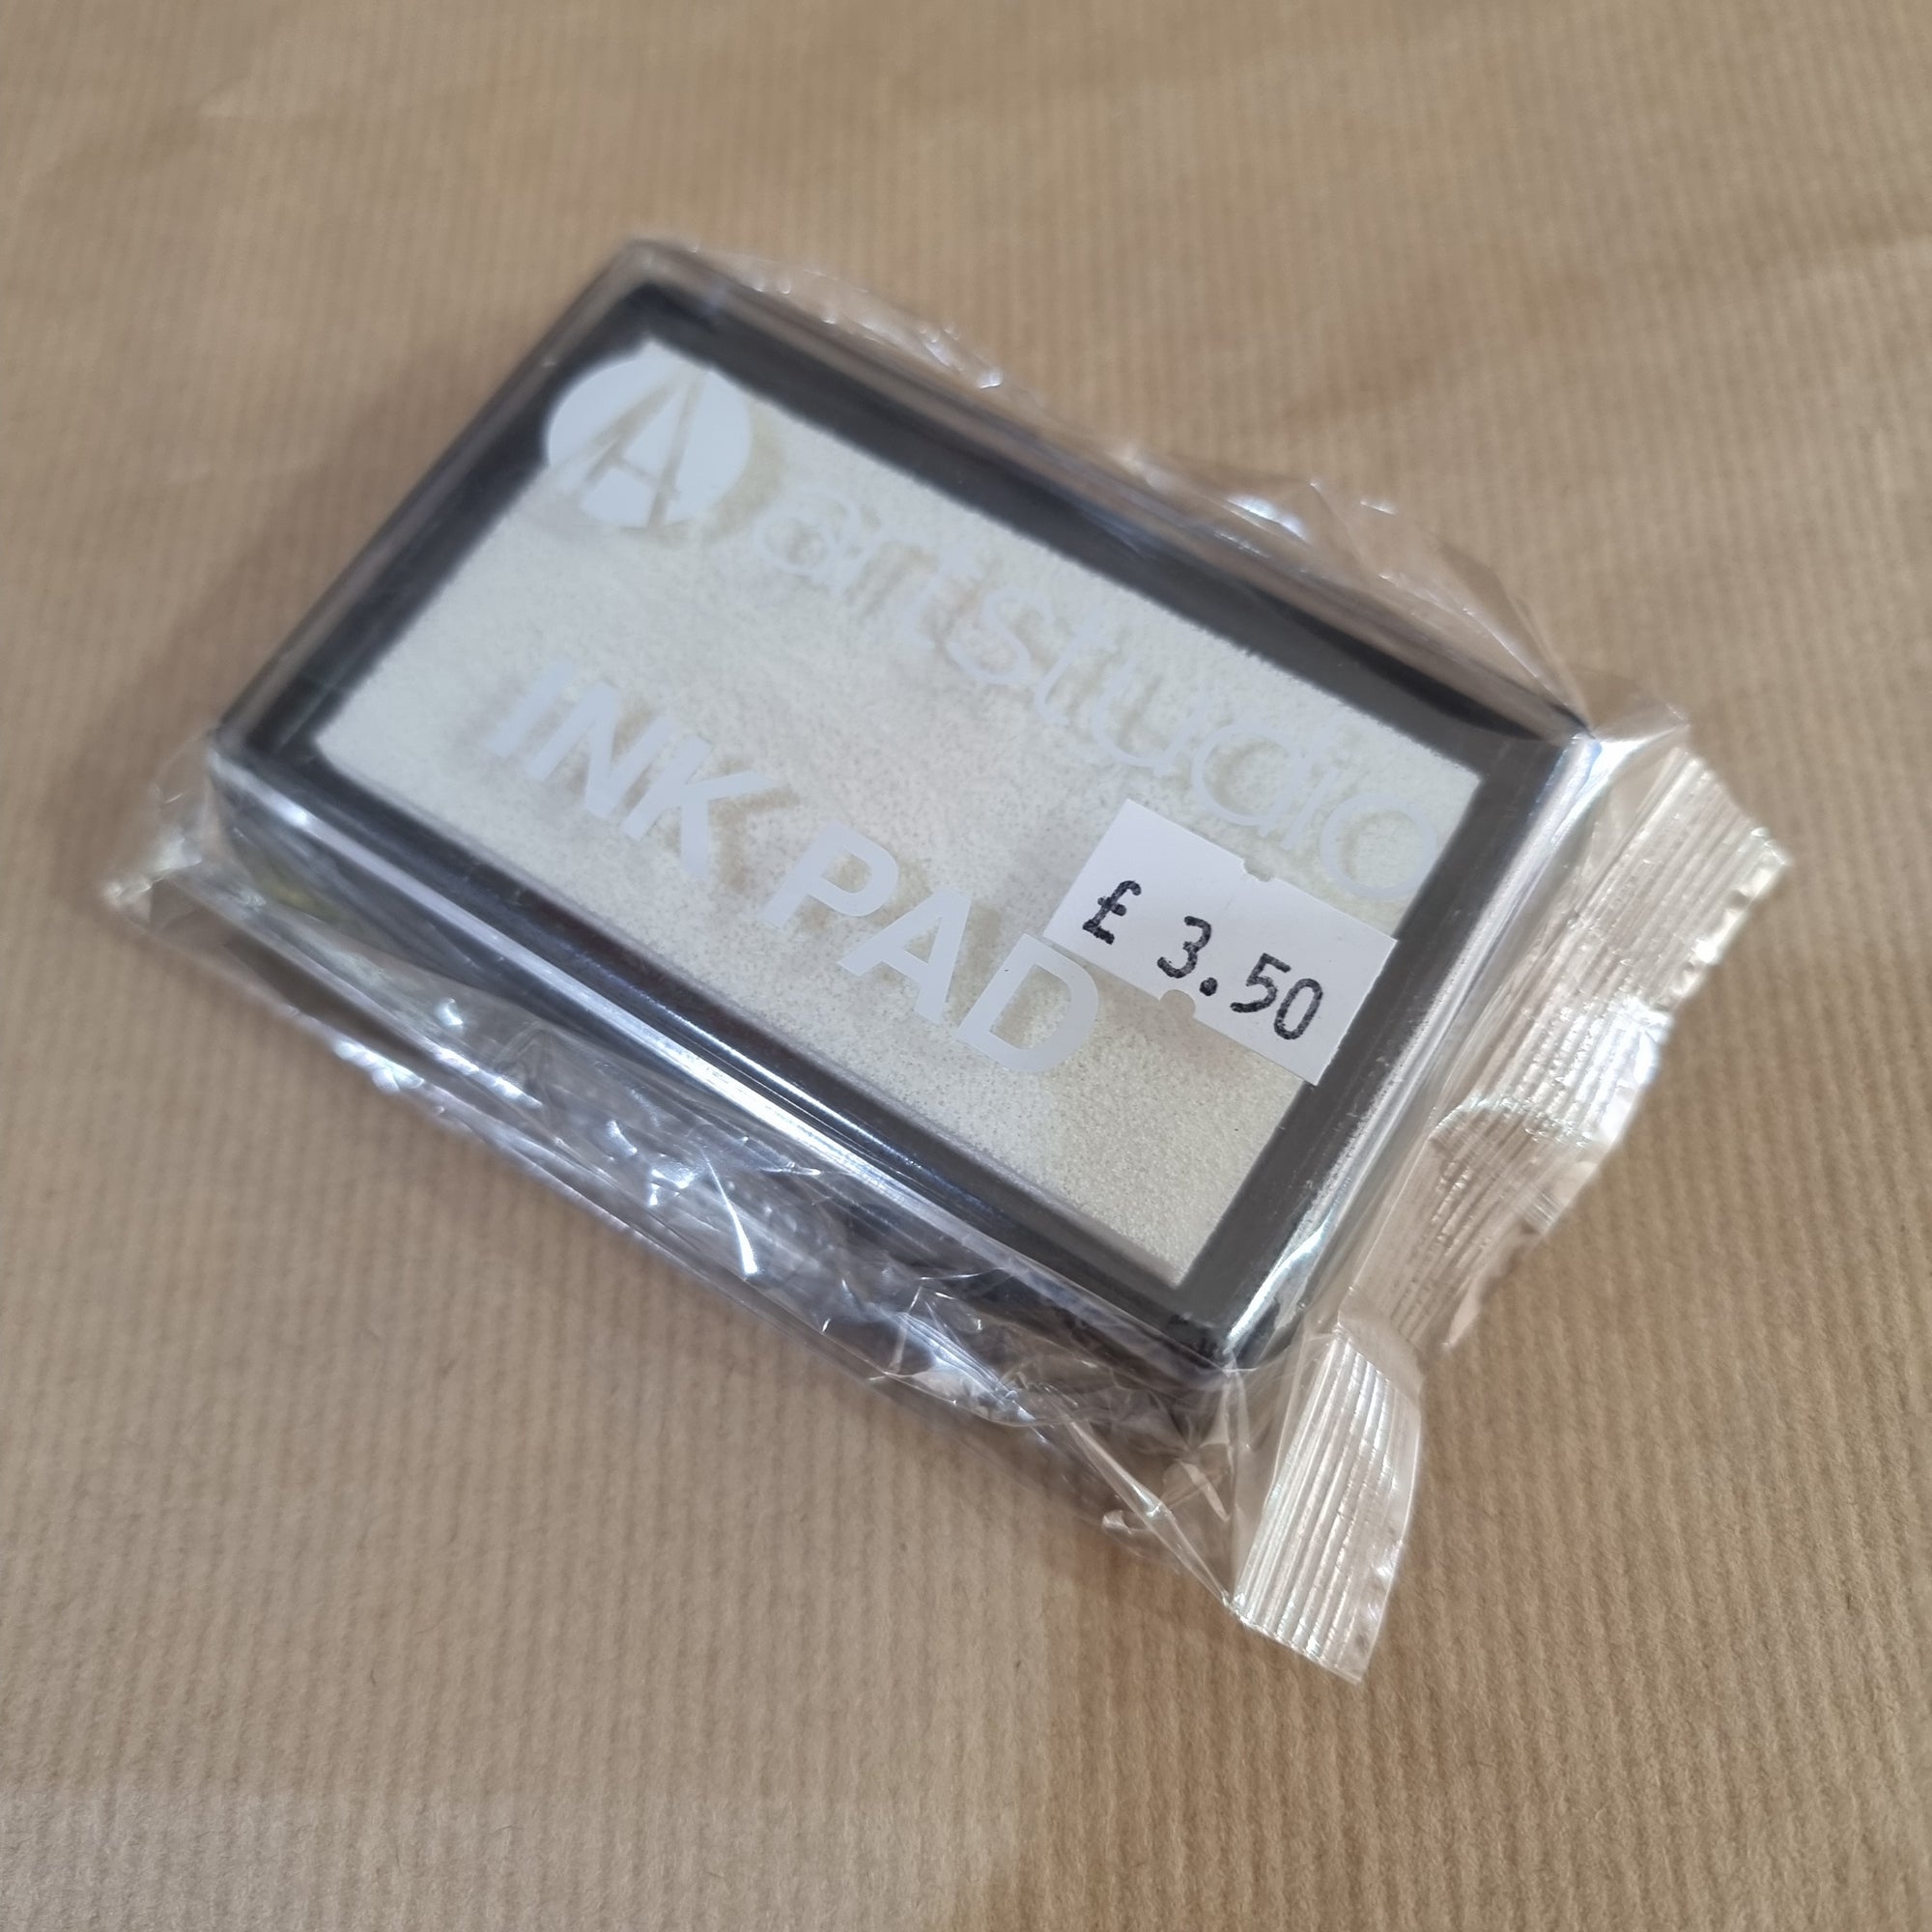 A artstudio
INK PAD
£ 3.50